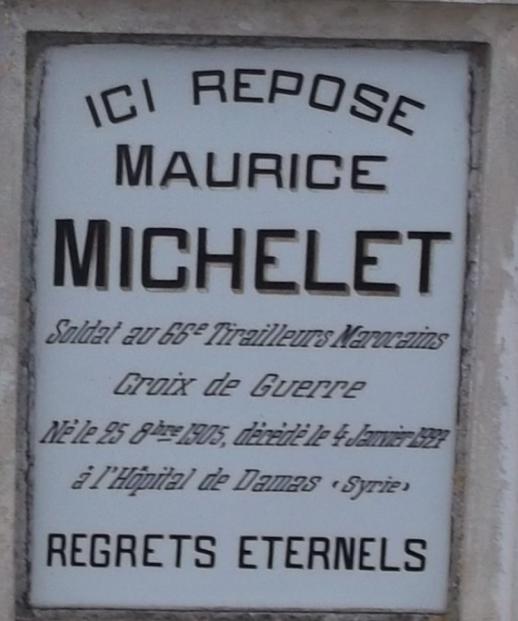 ICI REPOSE
MAURICE
MICHELET
Soldat au 66e Tirailleurs Marocains
Croix de Guerre
Né le 25 8bre 1905, décédé le 4 Janvier 1927
à l'Hôpital de Damas (Syrie)
REGRETS ETERNELS